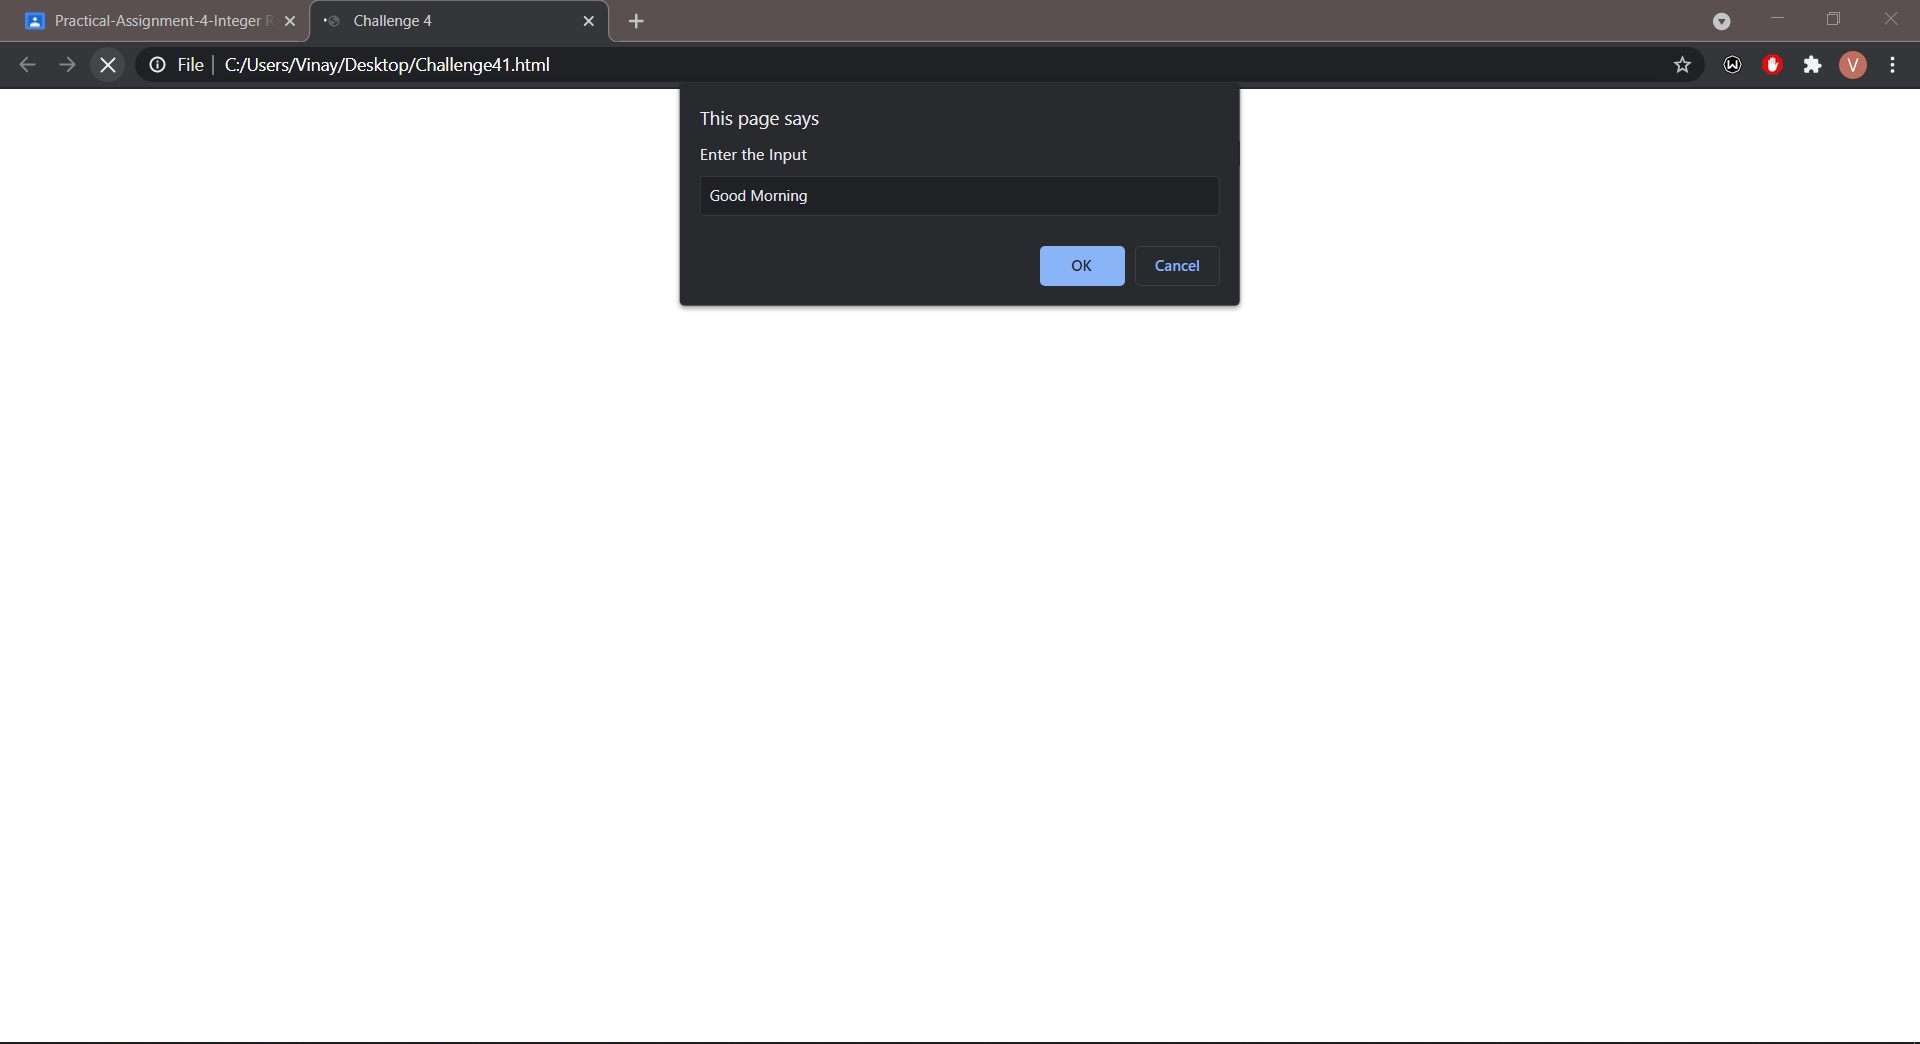 Practical-Assignment-4-Integer R
Challenge 4
File
C:/Users/Vinay/Desktop/Challenge41.html
V
This page says
Enter the Input
Good Morning
OK
Cancel